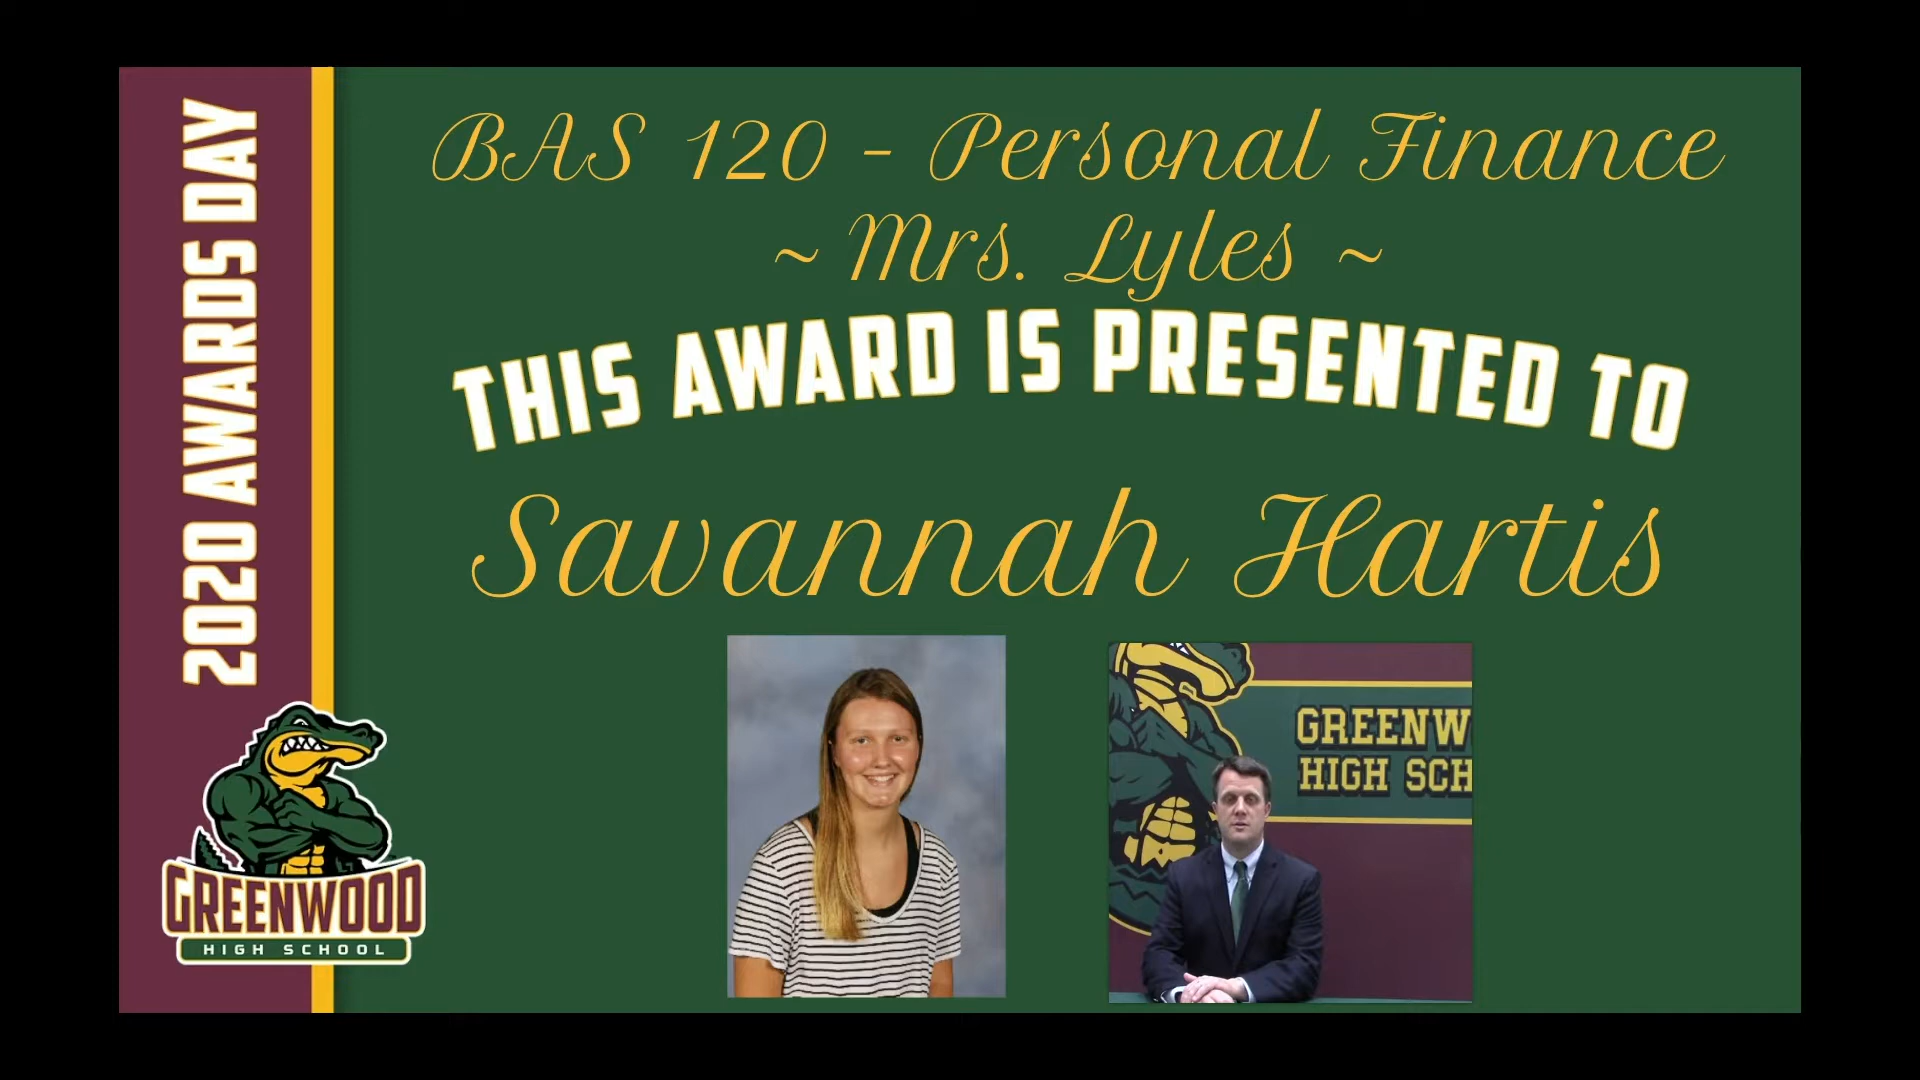 2020 AWARDS DAY
BAS 120 - Personal Finance
~ Mrs. Lyles ~
THIS AWARD IS PRESENTED TO
Savannah Hartis
GREENWOOD
HIGH SCHOOL
GREENW
HIGH SCH